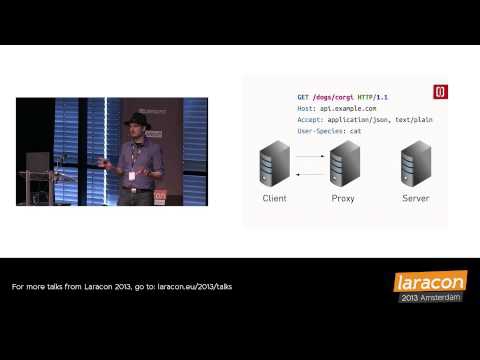 GET /dogs/corgi HTTP/1.1
Host: api.example.com
Accept: application/json, text/plain
User-Species: cat
Client
Proxy
Server
For more talks from Laracon 2013, go to: laracon.eu/2013/talks
laracon
2013 Amsterdam